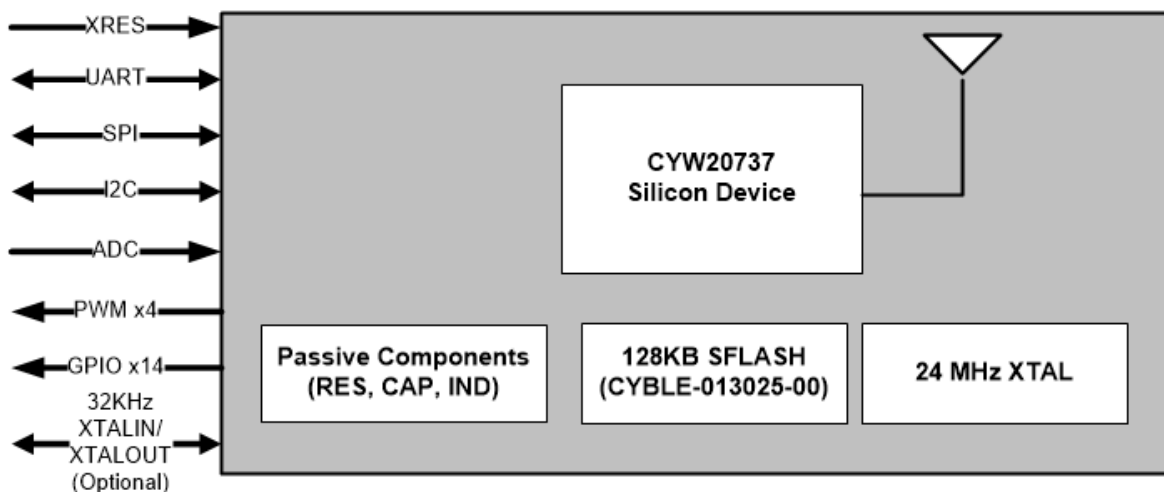 XRES
UART
SPI
I2C
ADC
PWM x4
GPIO x14
32KHz
XTALIN/
XTALOUT
(Optional)
CYW20737
Silicon Device
Passive Components
(RES, CAP, IND)
128KB SFLASH
(CYBLE-013025-00)
24 MHz XTAL